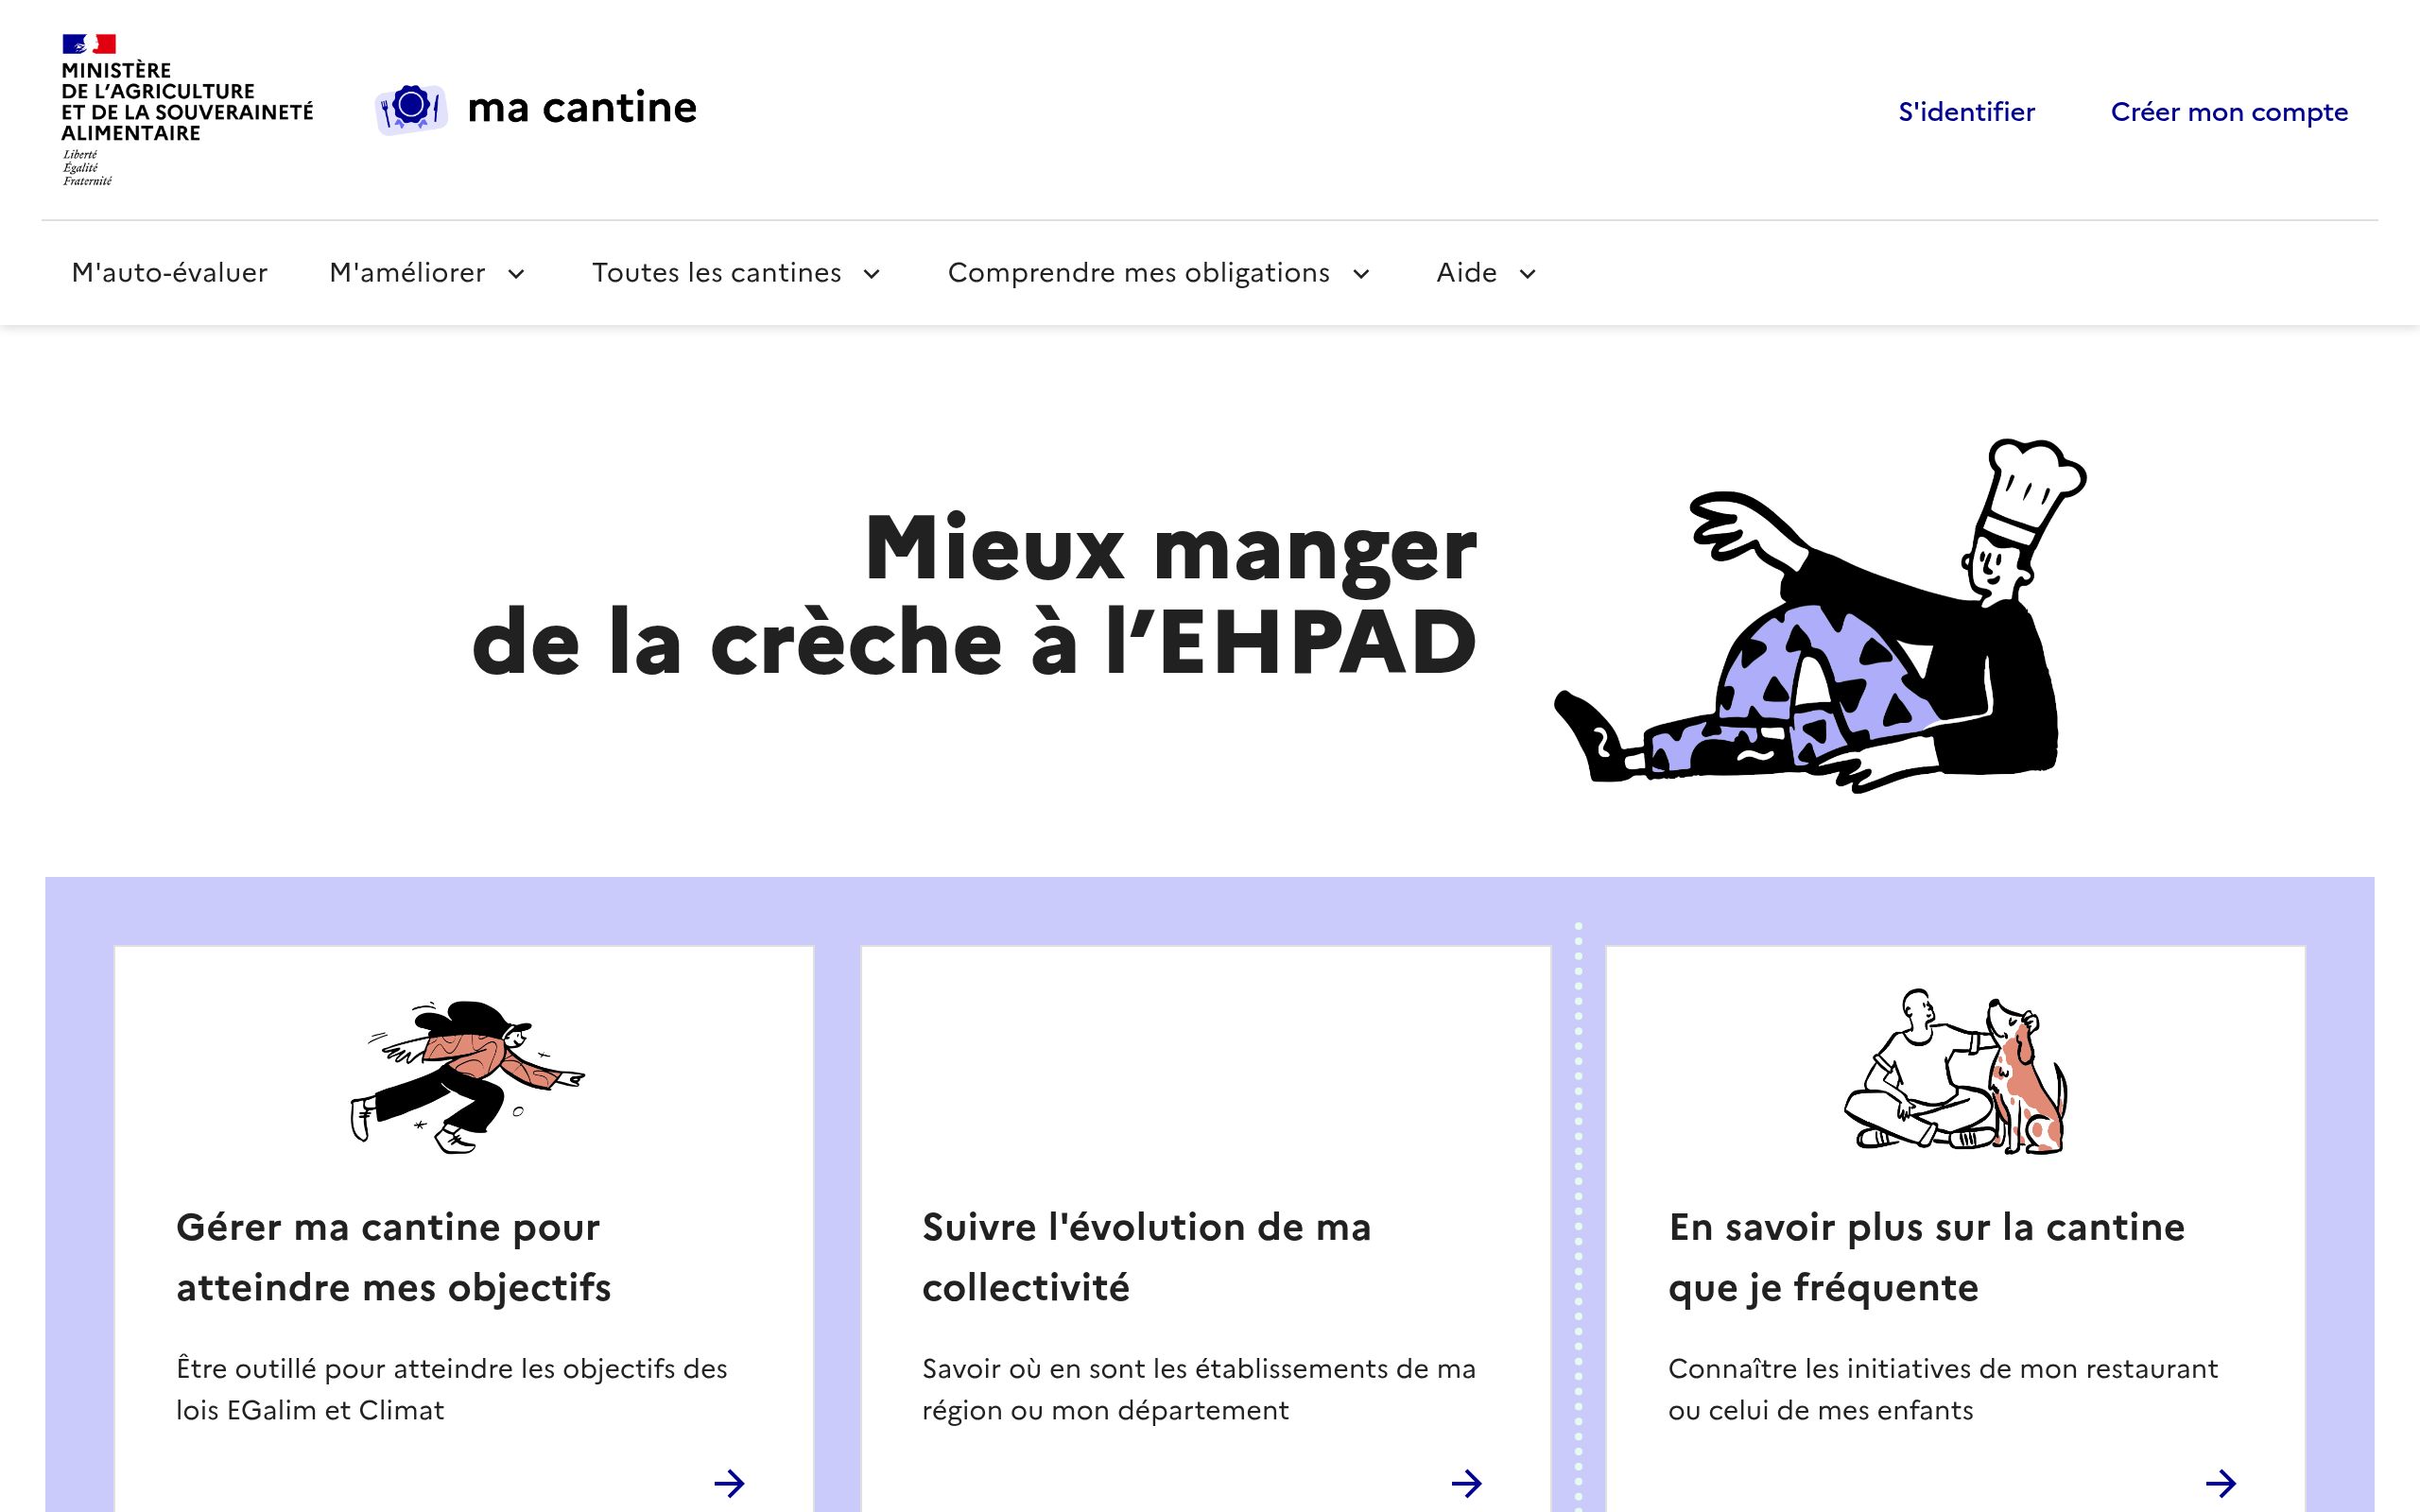 MINISTÈRE
DE L'AGRICULTURE
ET DE LA SOUVERAINETÉ
ALIMENTAIRE
Liberté
Égalité
Fraternité
ma cantine
S'identifier
Créer mon compte
M'auto-évaluer
M'améliorer
Toutes les cantines
Comprendre mes obligations
Aide
Mieux manger
de la crèche à l’EHPAD
Gérer ma cantine pour
atteindre mes objectifs
Être outillé pour atteindre les objectifs des
lois EGalim et Climat
Suivre l'évolution de ma
collectivité
Savoir où en sont les établissements de ma
région ou mon département
En savoir plus sur la cantine
que je fréquente
Connaître les initiatives de mon restaurant
ou celui de mes enfants